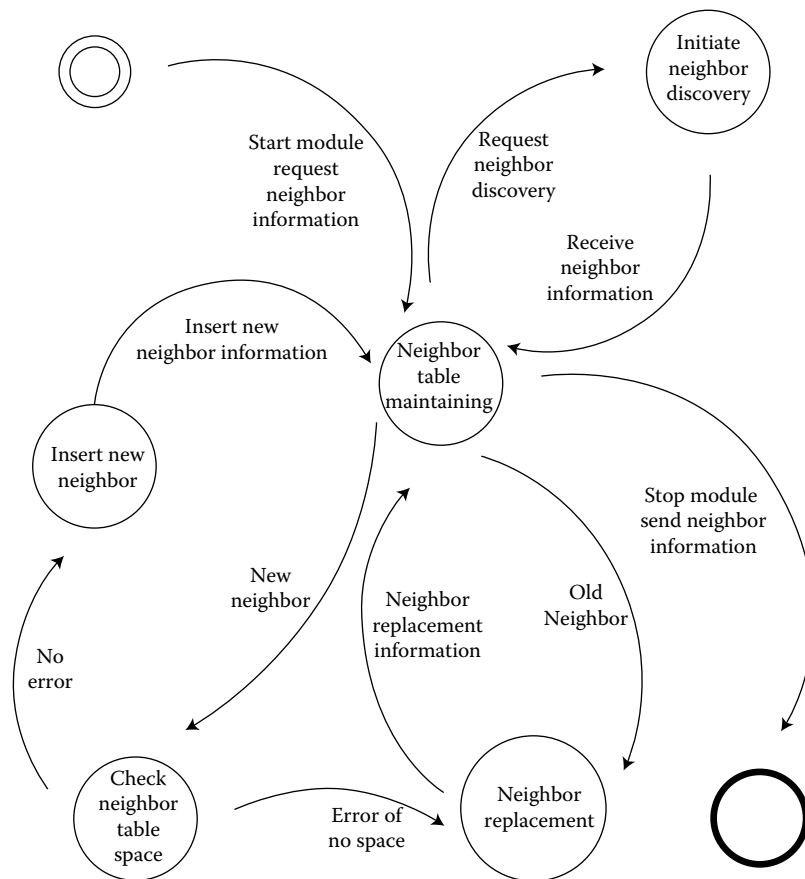 Initiate
neighbor
discovery
Start module
request
neighbor
information
Request
neighbor
discovery
Receive
neighbor
information
Insert new
neighbor information
Neighbor
table
maintaining
Insert new
neighbor
Stop module
send neighbor
information
New
neighbor
Neighbor
replacement
information
Old
Neighbor
No
error
Check
neighbor
table
space
Error of
no space
Neighbor
replacement